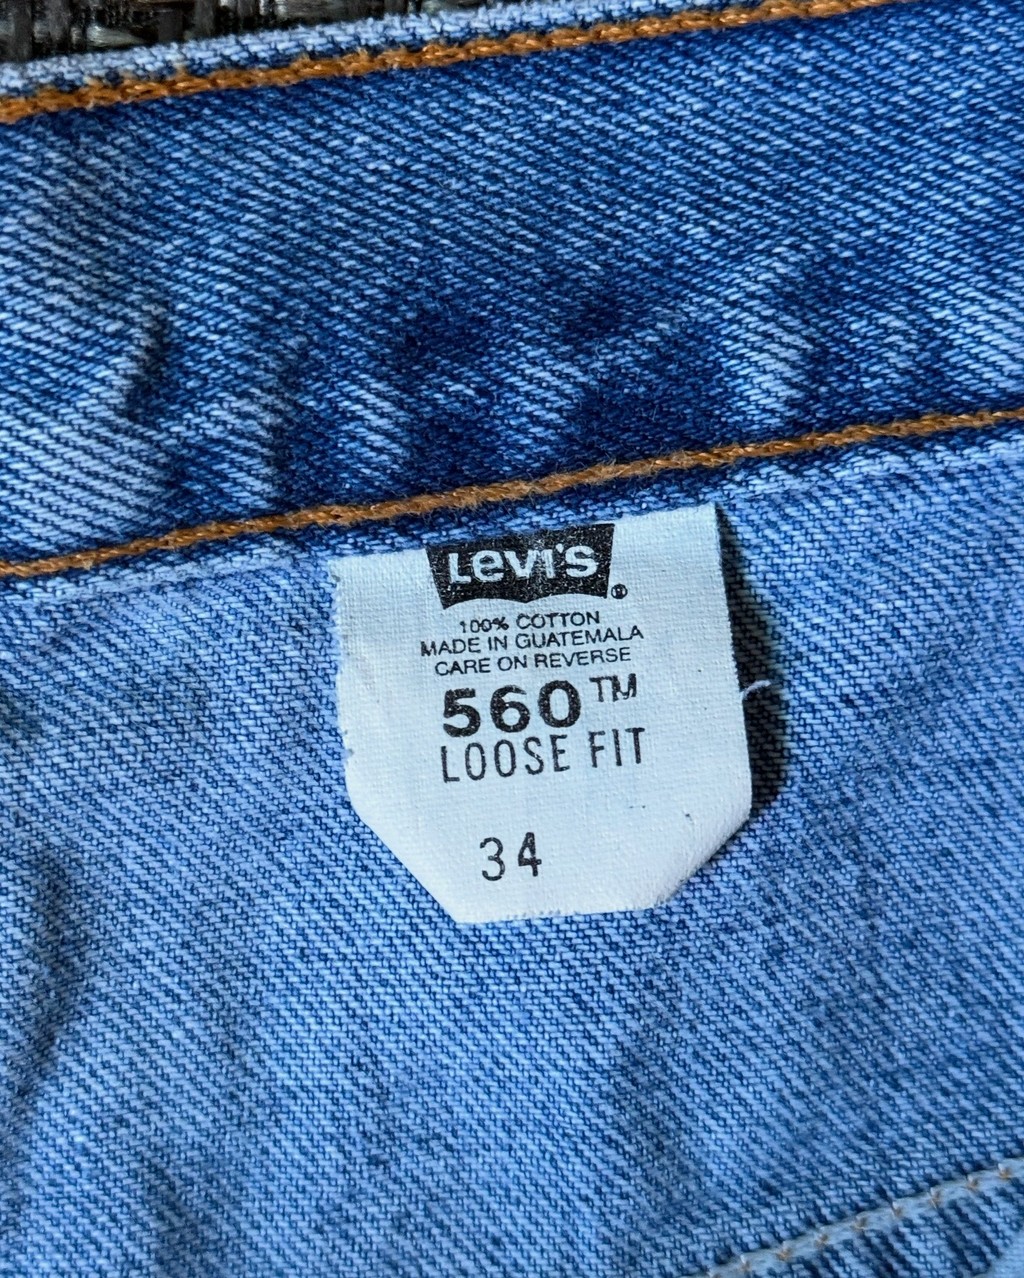 Levi's®
100% COTTON
MADE IN GUATEMALA
CARE ON REVERSE
560™
LOOSE FIT
34